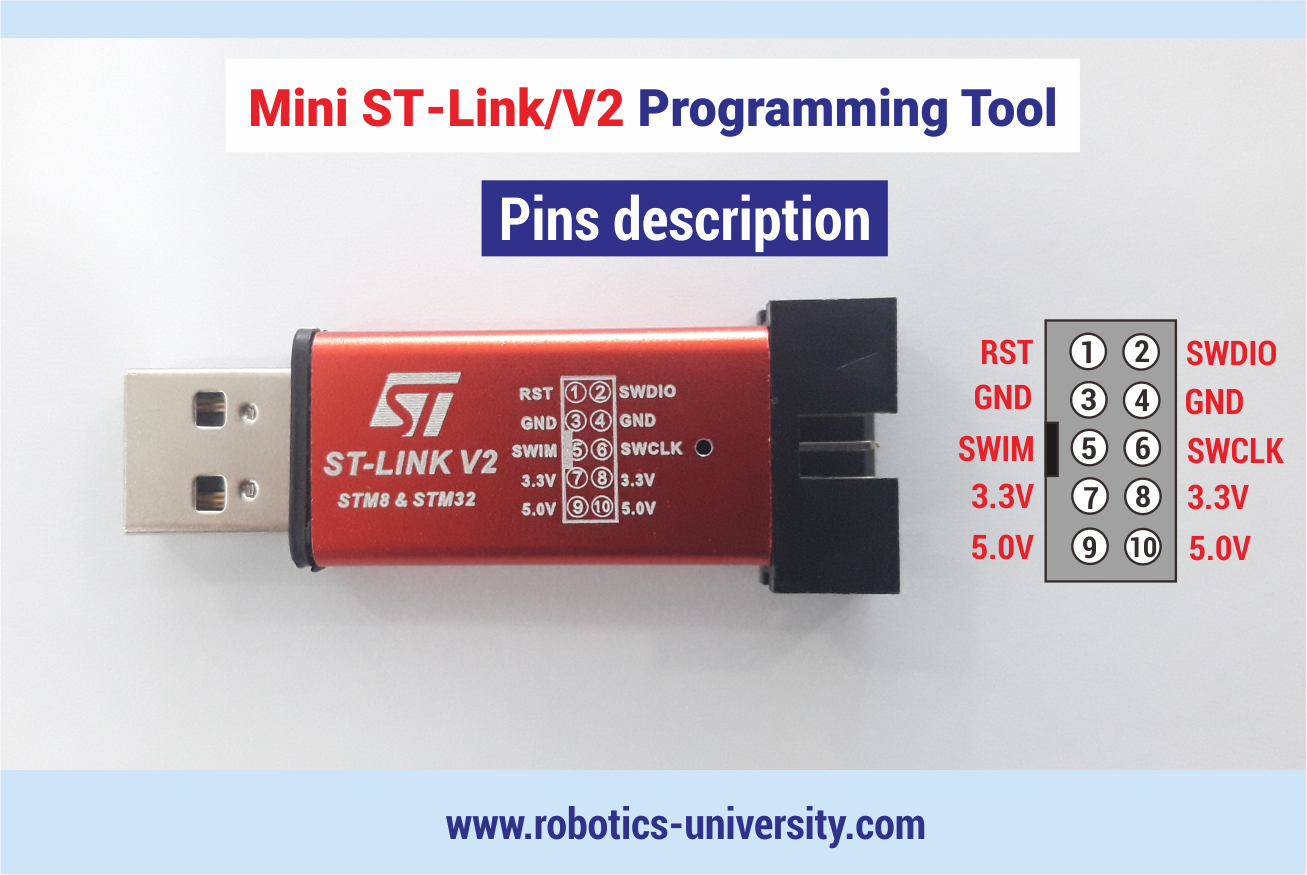 Mini ST-Link/V2 Programming Tool
Pins description
ST
ST-LINK V2
STM8 & STM32
RST 1 2 SWDIO
GND 3 4 GND
SWIM 5 6 SWCLK
3.3V 7 8 3.3V
5.0V 9 10 5.0V
RST 1 2 SWDIO
GND 3 4 GND
SWIM 5 6 SWCLK
3.3V 7 8 3.3V
5.0V 9 10 5.0V
www.robotics-university.com